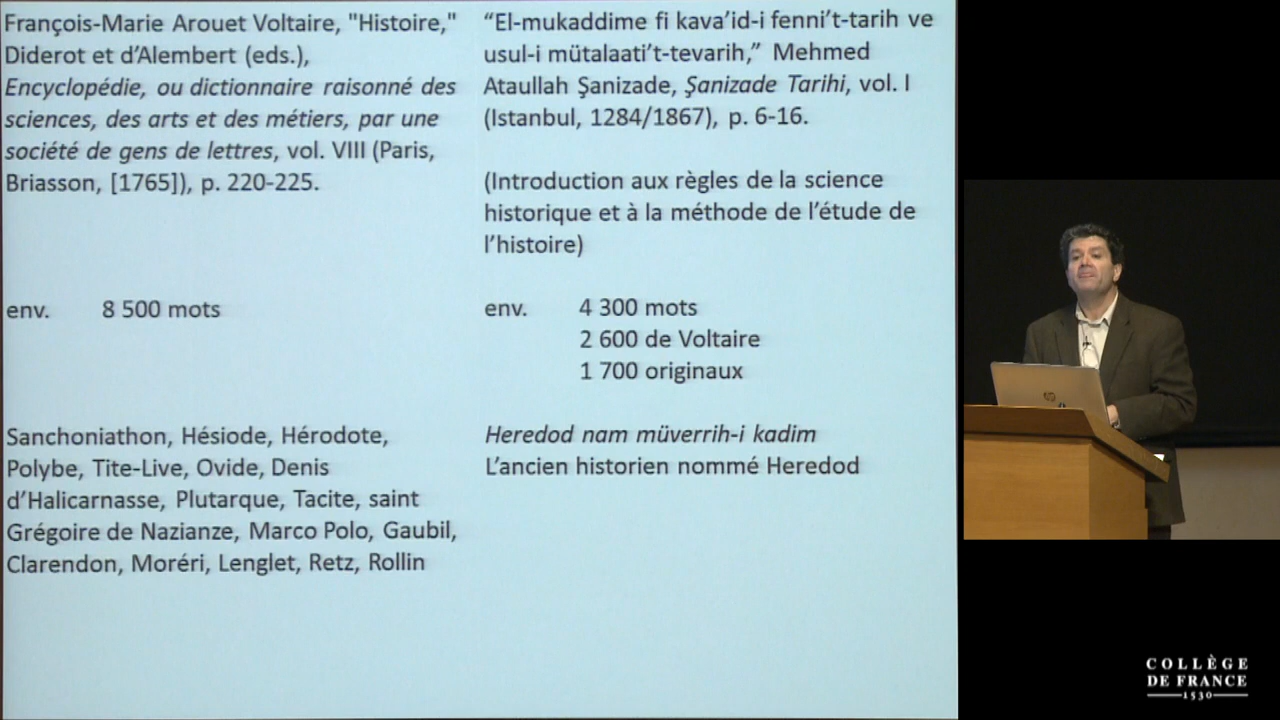 François-Marie Arouet Voltaire, "Histoire,"
Diderot et d’Alembert (eds.),
Encyclopédie, ou dictionnaire raisonné des
sciences, des arts et des métiers, par une
société de gens de lettres, vol. VIII (Paris,
Briasson, [1765]), p. 220-225.
env. 8 500 mots
Sanchoniathon, Hésiode, Hérodote,
Polybe, Tite-Live, Ovide, Denis
d’Halicarnasse, Plutarque, Tacite, saint
Grégoire de Nazianze, Marco Polo, Gaubil,
Clarendon, Moréri, Lenglet, Retz, Rollin
“El-mukaddime fi kava’id-i fenni’t-tarih ve
usul-i mütalaati’t-tevarih,” Mehmed
Ataullah Şanizade, Şanizade Tarihi, vol. I
(Istanbul, 1284/1867), p. 6-16.
(Introduction aux règles de la science
historique et à la méthode de l’étude de
l’histoire)
env. 4 300 mots
2 600 de Voltaire
1 700 originaux
Heredod nam müverrih-i kadim
L’ancien historien nommé Heredod
hp
COLLÈGE
DE FRANCE
1530